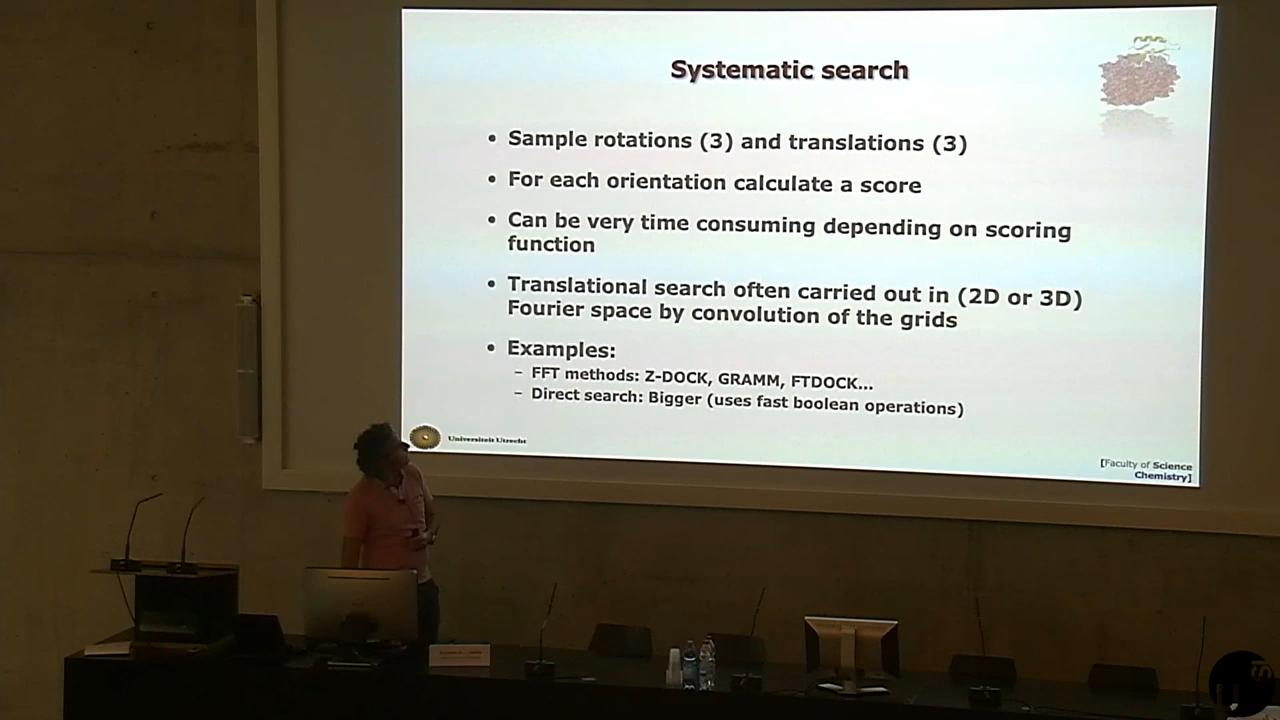 Systematic search
• Sample rotations (3) and translations (3)
• For each orientation calculate a score
• Can be very time consuming depending on scoring
function
• Translational search often carried out in (2D or 3D)
Fourier space by convolution of the grids
• Examples:
– FFT methods: Z-DOCK, GRAMM, FTDOCK...
– Direct search: Bigger (uses fast boolean operations)
Universiteit Utrecht
[Faculty of Science
Chemistry]